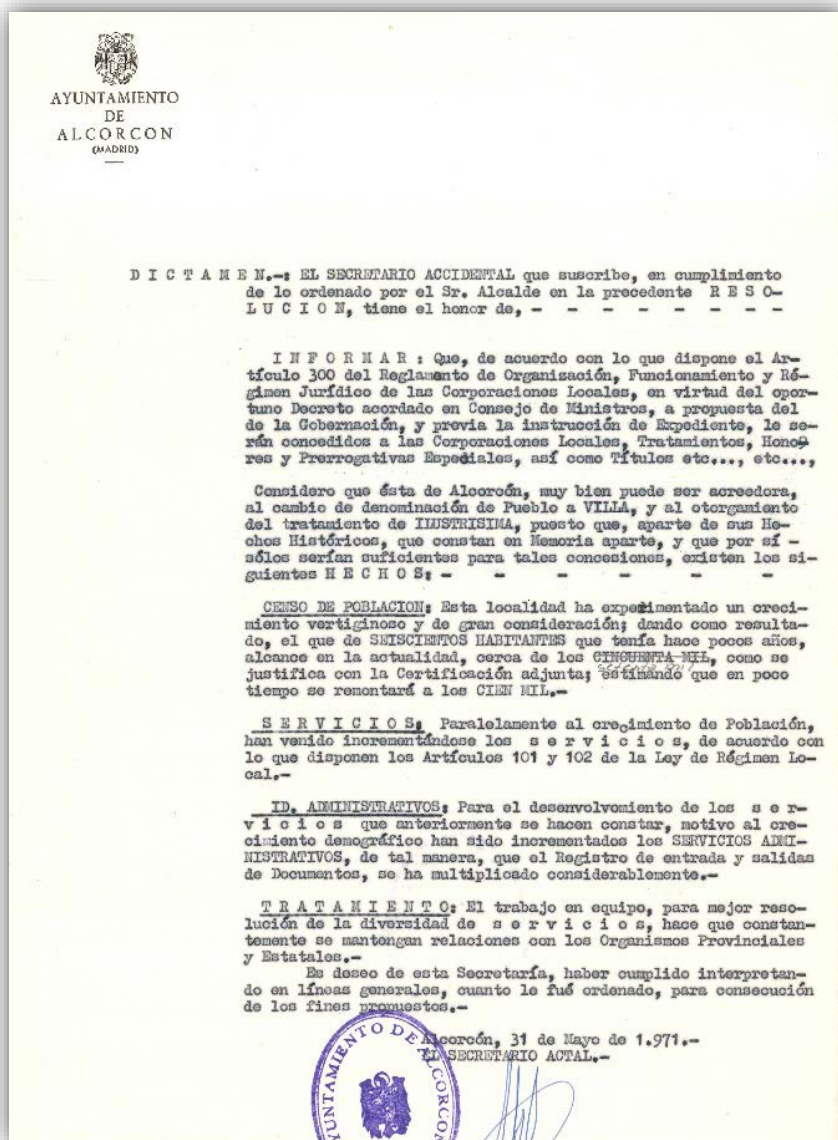 AYUNTAMIENTO
DE
ALCORCON
(MADRID)
D I C T A M E N.-: EL SECRETARIO ACCIDENTAL que suscribe, en cumplimiento
de lo ordenado por el Sr. Alcalde en la precedente R E S O-
L U C I O N, tiene el honor de, - - - - - - - -
I N F O R M A R : Que, de acuerdo con lo que dispone el Ar-
tículo 300 del Reglamento de Organización, Funcionamiento y Ré-
gimen Jurídico de las Corporaciones Locales, en virtud del opor-
tuno Decreto acordado en Consejo de Ministros, a propuesta del
de la Gobernación, y previa la instrucción de Expediente, le se-
rán concedidos a las Corporaciones Locales, Tratamientos, Hono-
res y Prerrogativas Especiales, así como Títulos etc..., etc...,
Considero que ésta de Alcorcón, muy bien puede ser acreedora,
al cambio de denominación de Pueblo a VILLA, y al otorgamiento
del tratamiento de ILUSTRISIMA, puesto que, aparte de sus He-
chos Históricos, que constan en Memoria aparte, y que por sí -
sólos serían suficientes para tales concesiones, existen los si-
guientes H E C H O S: - - - - - - -
CENSO DE POBLACION: Esta localidad ha experimentado un creci-
miento vertiginoso y de gran consideración; dando como resulta-
do, el que de SEISCIENTOS HABITANTES que tenía hace pocos años,
alcance en la actualidad, cerca de los CINCUENTA MIL, como se
setenta mil
justifica con la Certificación adjunta; estimando que en poco
tiempo se remontará a los CIEN MIL.-
S E R V I C I O S: Paralelamente al crecimiento de Población,
han venido incrementándose los s e r v i c i o s, de acuerdo con
lo que disponen los Artículos 101 y 102 de la Ley de Régimen Lo-
cal.-
ID. ADMINISTRATIVOS: Para el desenvolvomiento de los s e r-
v i c i o s que anteriormente se hacen constar, motivo al cre-
cimiento demográfico han sido incrementados los SERVICIOS ADMI-
NISTRATIVOS, de tal manera, que el Registro de entrada y salidas
de Documentos, se ha multiplicado considerablemente.-
T R A T A M I E N T O: El trabajo en equipo, para mejor reso-
lución de la diversidad de s e r v i c i o s, hace que constan-
temente se mantengan relaciones con los Organismos Provinciales
y Estatales.-
Es deseo de esta Secretaría, haber cumplido interpretan-
do en líneas generales, cuanto le fué ordenado, para consecución
de los fines propuestos.-
Alcorcón, 31 de Mayo de 1.971.-
EL SECRETARIO ACTAL.-
AYUNTAMIENTO DE ALCORCON